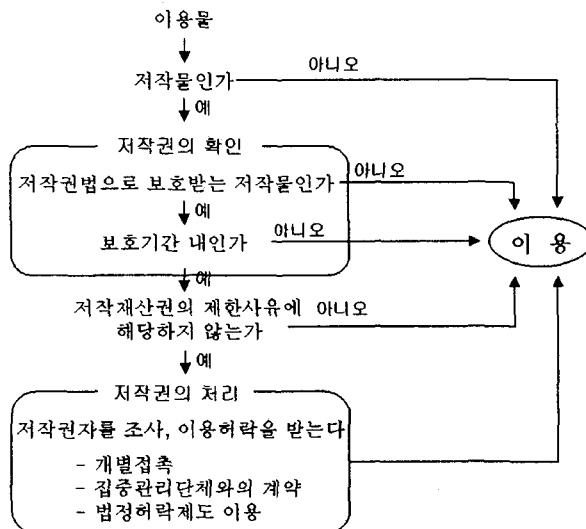 이용물
저작물인가
아니오
예
저작권의 확인
저작권법으로 보호받는 저작물인가
아니오
예
보호기간 내인가
아니오
이 용
예
저작재산권의 제한사유에
해당하지 않는가
아니오
예
저작권의 처리
저작권자를 조사, 이용허락을 받는다
- 개별접촉
- 집중관리단체와의 계약
- 법정허락제도 이용